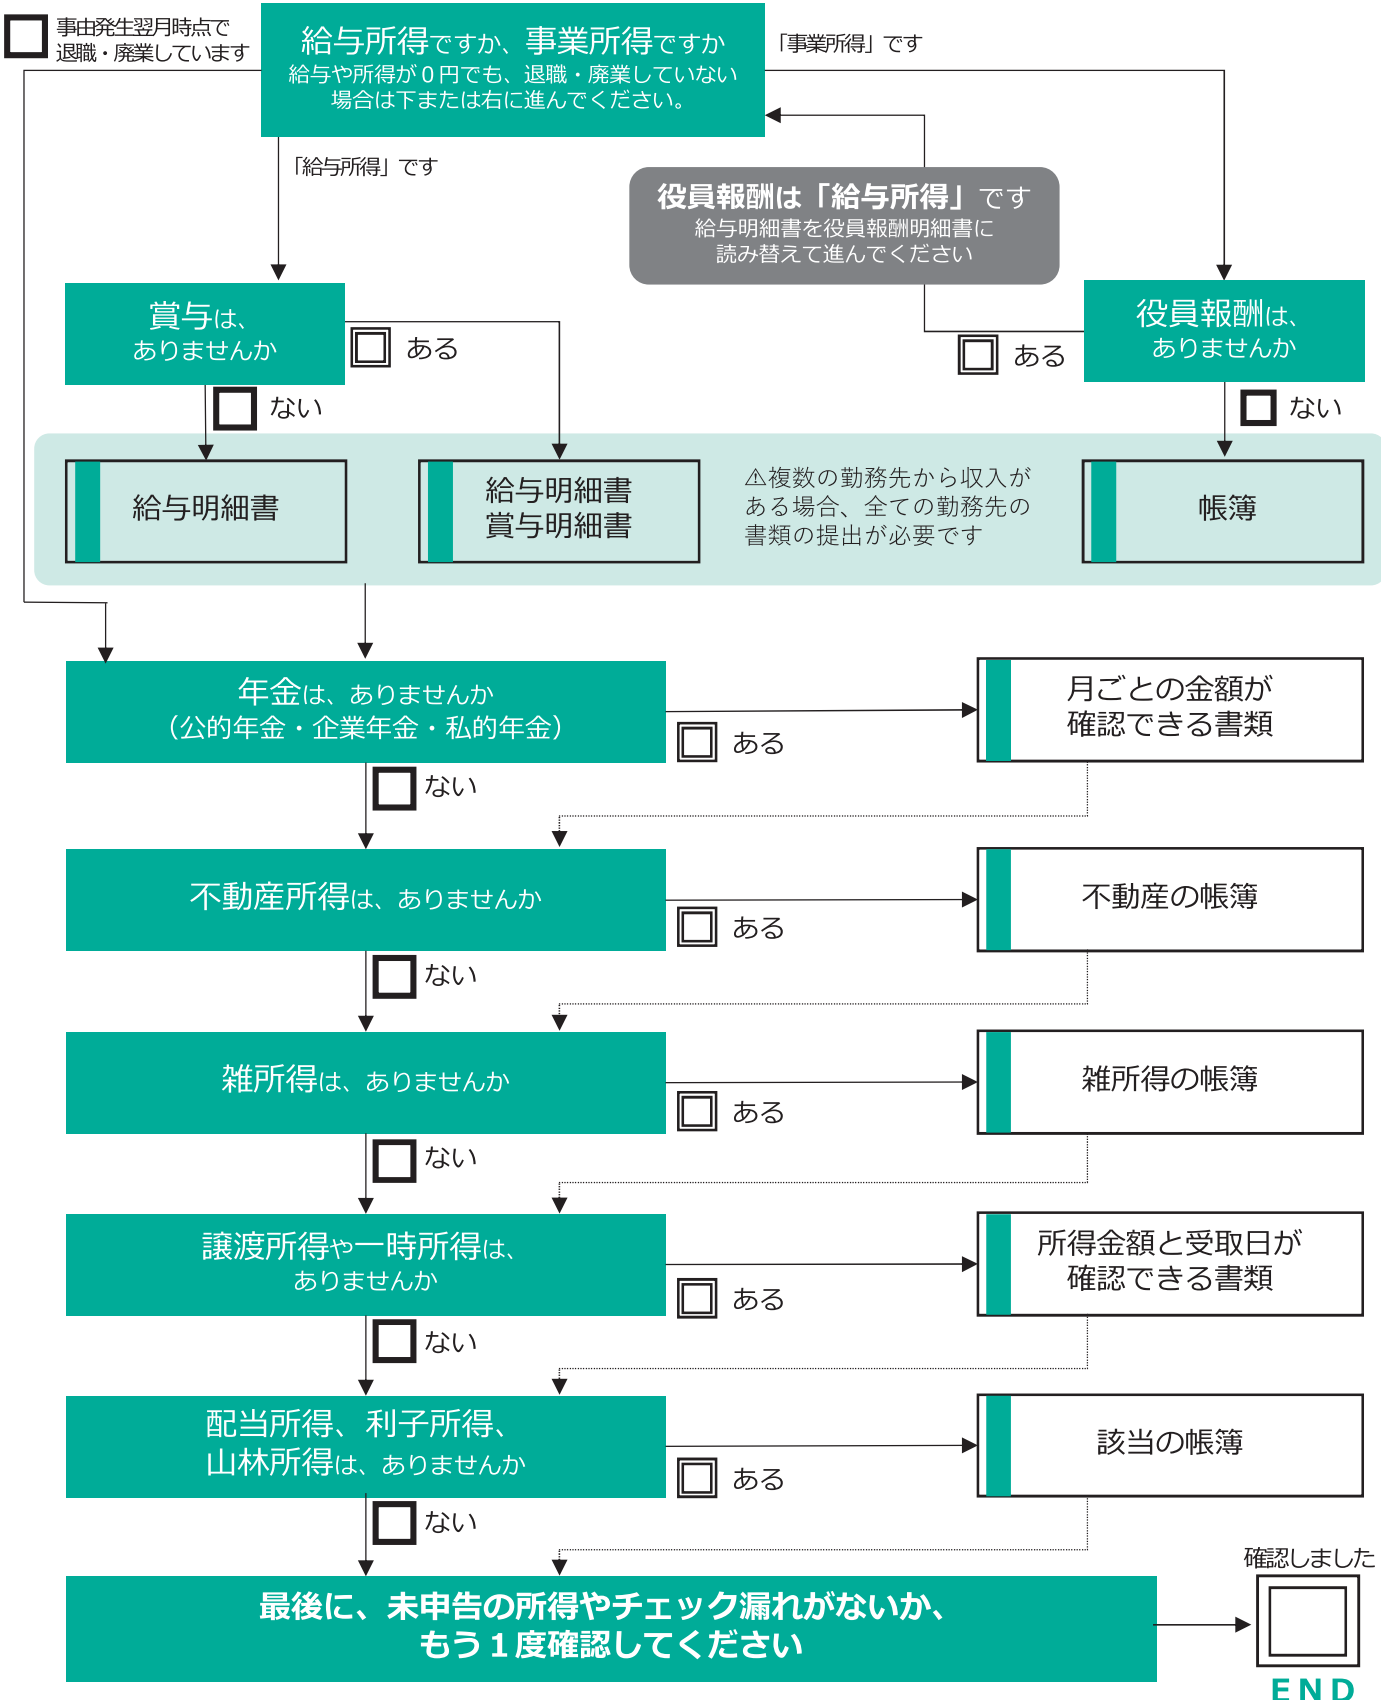 事由発生翌月時点で
退職・廃業しています
給与所得ですか、事業所得ですか
給与や所得が０円でも、退職・廃業していない
場合は下または右に進んでください。
「事業所得」です
「給与所得」です
役員報酬は「給与所得」です
給与明細書を役員報酬明細書に
読み替えて進んでください
賞与は、
ありませんか
ある
ない
役員報酬は、
ありませんか
ある
ない
給与明細書
給与明細書
賞与明細書
⚠複数の勤務先から収入が
ある場合、全ての勤務先の
書類の提出が必要です
帳簿
年金は、ありませんか
（公的年金・企業年金・私的年金）
ある
ない
月ごとの金額が
確認できる書類
不動産所得は、ありませんか
ある
ない
不動産の帳簿
雑所得は、ありませんか
ある
ない
雑所得の帳簿
譲渡所得や一時所得は、
ありませんか
ある
ない
所得金額と受取日が
確認できる書類
配当所得、利子所得、
山林所得は、ありませんか
ある
ない
該当の帳簿
最後に、未申告の所得やチェック漏れがないか、
もう１度確認してください
確認しました
END